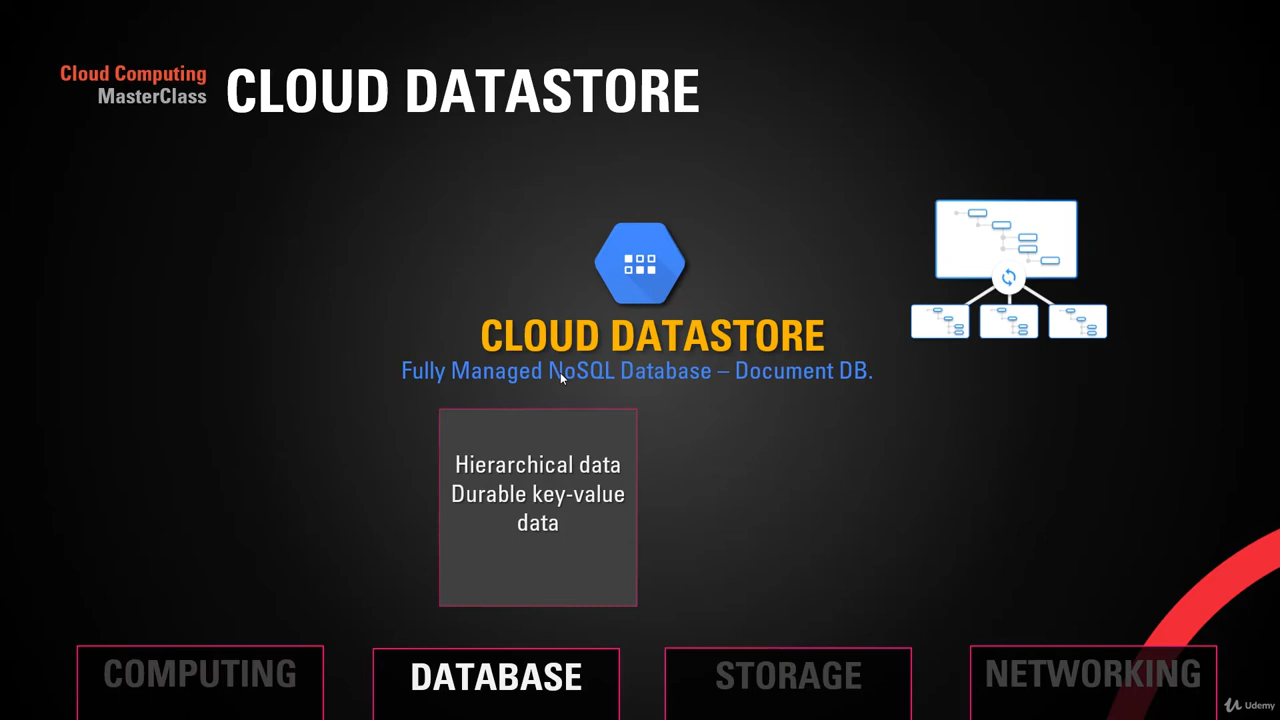 Cloud Computing
MasterClass
CLOUD DATASTORE
CLOUD DATASTORE
Fully Managed NoSQL Database – Document DB.
Hierarchical data
Durable key-value
data
COMPUTING
DATABASE
STORAGE
NETWORKING
Udemy